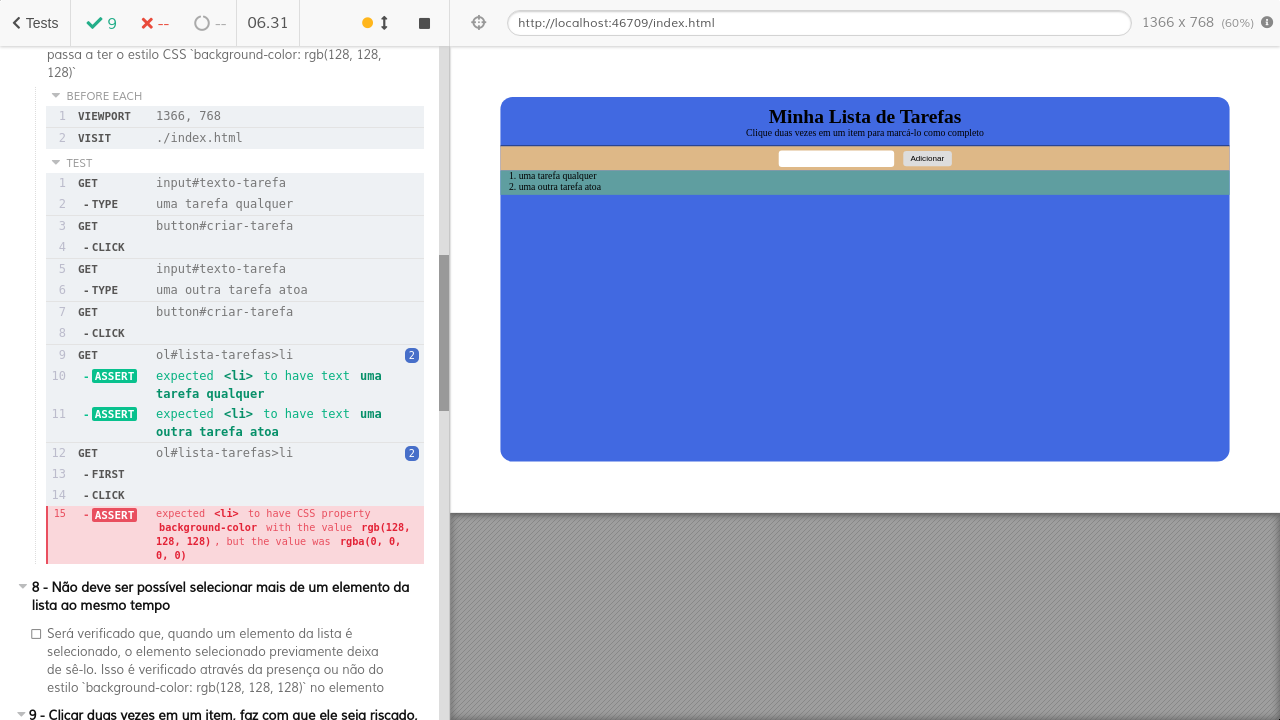 Tests 9 -- -- 06.31
http://localhost:46709/index.html 1366 x 768 (60%)
passa a ter o estilo CSS `background-color: rgb(128, 128,
128)`
BEFORE EACH
1 VIEWPORT 1366, 768
2 VISIT ./index.html
TEST
1 GET input#texto-tarefa
2 -TYPE uma tarefa qualquer
3 GET button#criar-tarefa
4 -CLICK
5 GET input#texto-tarefa
6 -TYPE uma outra tarefa atoa
7 GET button#criar-tarefa
8 -CLICK
9 GET ol#lista-tarefas>li 2
10 -ASSERT expected <li> to have text uma
tarefa qualquer
11 -ASSERT expected <li> to have text uma
outra tarefa atoa
12 GET ol#lista-tarefas>li 2
13 -FIRST
14 -CLICK
15 -ASSERT expected <li> to have CSS property
background-color with the value rgb(128,
128, 128) , but the value was rgba(0, 0,
0, 0)
8 - Não deve ser possível selecionar mais de um elemento da
lista ao mesmo tempo
Será verificado que, quando um elemento da lista é
selecionado, o elemento selecionado previamente deixa
de sê-lo. Isso é verificado através da presença ou não do
estilo `background-color: rgb(128, 128, 128)` no elemento
9 - Clicar duas vezes em um item, faz com que ele seja riscado,
Minha Lista de Tarefas
Clique duas vezes em um item para marcá-lo como completo
Adicionar
1. uma tarefa qualquer
2. uma outra tarefa atoa